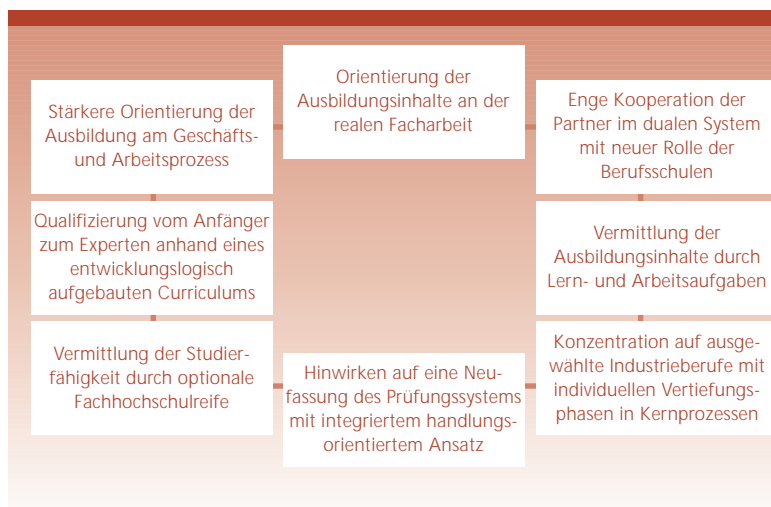 Orientierung der
Ausbildungsinhalte an der
realen Facharbeit
Stärkere Orientierung der
Ausbildung am Geschäfts-
und Arbeitsprozess
Enge Kooperation der
Partner im dualen System
mit neuer Rolle der
Berufsschulen
Qualifizierung vom Anfänger
zum Experten anhand eines
entwicklungslogisch
aufgebauten Curriculums
Vermittlung der
Ausbildungsinhalte durch
Lern- und Arbeitsaufgaben
Vermittlung der Studier-
fähigkeit durch optionale
Fachhochschulreife
Hinwirken auf eine Neu-
fassung des Prüfungssystems
mit integriertem handlungs-
orientiertem Ansatz
Konzentration auf ausge-
wählte Industrieberufe mit
individuellen Vertiefungs-
phasen in Kernprozessen